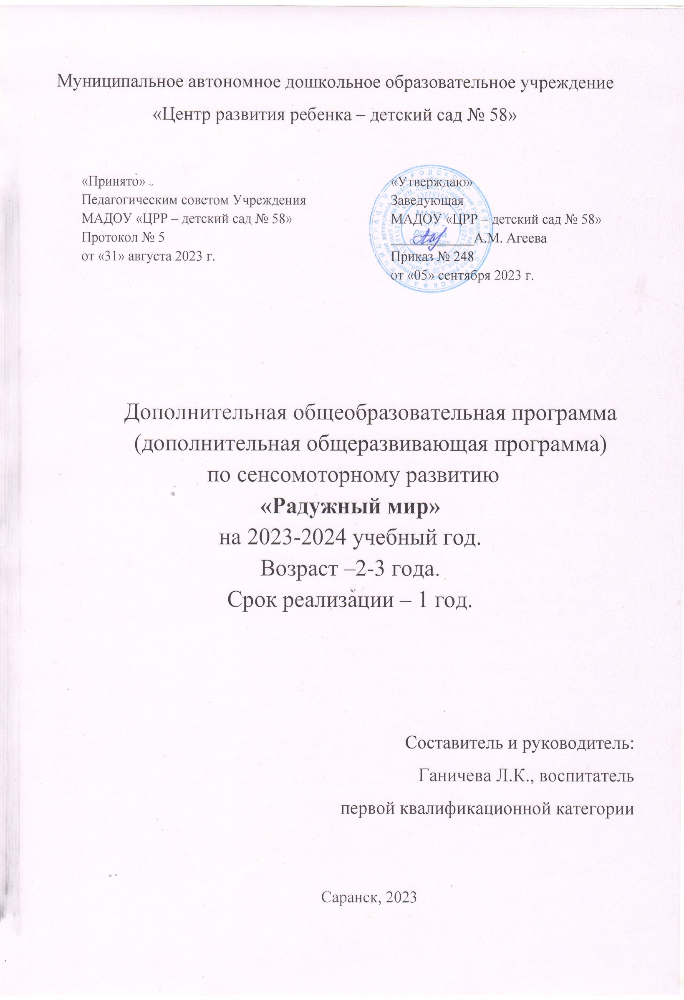 Муниципальное автономное дошкольное образовательное учреждение
«Центр развития ребенка – детский сад № 58»
«Принято»
Педагогическим советом Учреждения
МАДОУ «ЦРР – детский сад № 58»
Протокол № 5
от «31» августа 2023 г.
«Утверждаю»
Заведующая
МАДОУ «ЦРР – детский сад № 58»
____________А.М. Агеева
Приказ № 248
от «05» сентября 2023 г.
Дополнительная общеобразовательная программа
(дополнительная общеразвивающая программа)
по сенсомоторному развитию
«Радужный мир»
на 2023-2024 учебный год.
Возраст –2-3 года.
Срок реализации – 1 год.
Составитель и руководитель:
Ганичева Л.К., воспитатель
первой квалификационной категории
Саранск, 2023